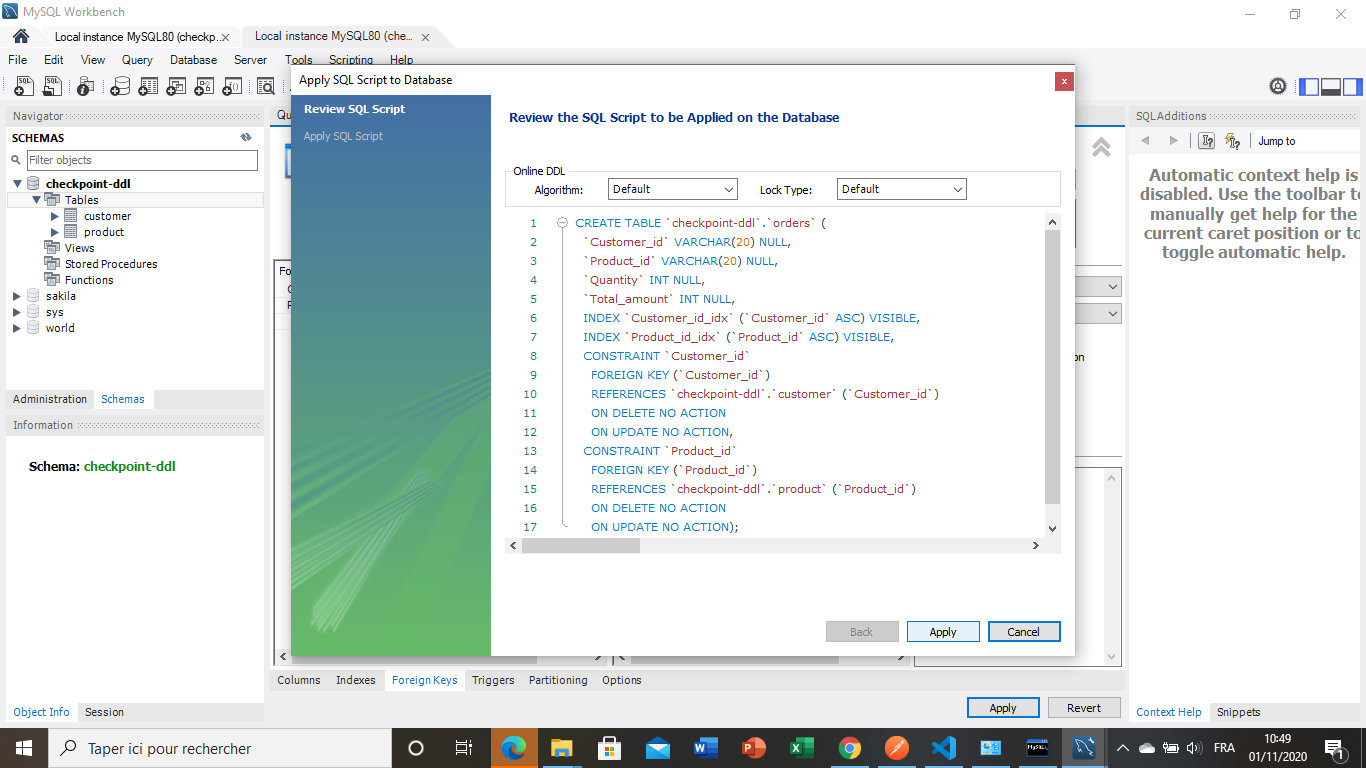 MySQL Workbench
Local instance MySQL80 (checkp... Local instance MySQL80 (che...
File Edit View Query Database Server Tools Scripting Help
Apply SQL Script to Database
Navigator
SCHEMAS
Filter objects
checkpoint-ddl
Tables
customer
product
Views
Stored Procedures
Functions
sakila
sys
world
Administration Schemas
Information
Schema: checkpoint-ddl
Object Info Session
Review SQL Script
Apply SQL Script
Review the SQL Script to be Applied on the Database
Online DDL
Algorithm: Default Lock Type: Default
1 CREATE TABLE `checkpoint-ddl`.`orders` (
2 `Customer_id` VARCHAR(20) NULL,
3 `Product_id` VARCHAR(20) NULL,
4 `Quantity` INT NULL,
5 `Total_amount` INT NULL,
6 INDEX `Customer_id_idx` (`Customer_id` ASC) VISIBLE,
7 INDEX `Product_id_idx` (`Product_id` ASC) VISIBLE,
8 CONSTRAINT `Customer_id`
9 FOREIGN KEY (`Customer_id`)
10 REFERENCES `checkpoint-ddl`.`customer` (`Customer_id`)
11 ON DELETE NO ACTION
12 ON UPDATE NO ACTION,
13 CONSTRAINT `Product_id`
14 FOREIGN KEY (`Product_id`)
15 REFERENCES `checkpoint-ddl`.`product` (`Product_id`)
16 ON DELETE NO ACTION
17 ON UPDATE NO ACTION);
Back Apply Cancel
Columns Indexes Foreign Keys Triggers Partitioning Options
Apply Revert
SQLAdditions
Jump to
Automatic context help is
disabled. Use the toolbar to
manually get help for the
current caret position or to
toggle automatic help.
Context Help Snippets
Taper ici pour rechercher
FRA
10:49
01/11/2020